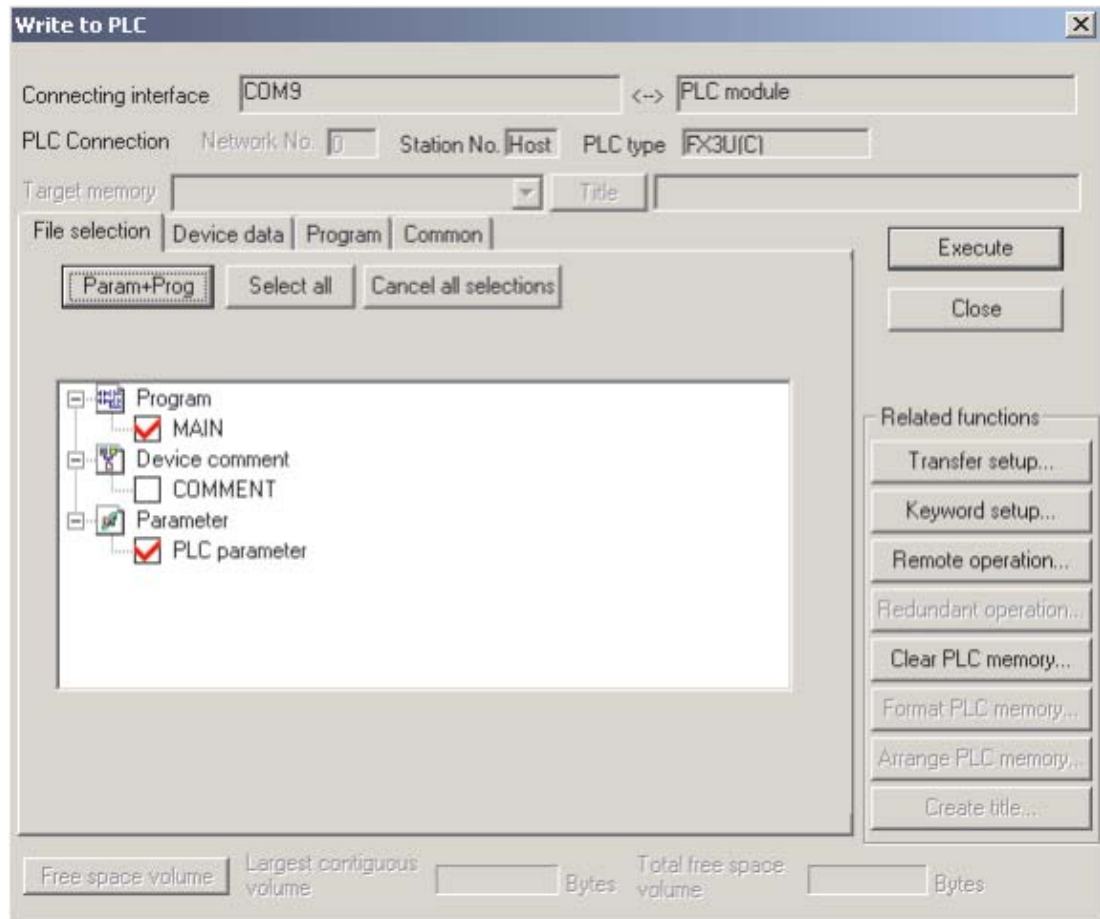 Write to PLC
Connecting interface COM9 <--> PLC module
PLC Connection Network No. 0 Station No. Host PLC type FX3U(C)
Target memory Title
File selection Device data Program Common
Execute
Param+Prog Select all Cancel all selections
Close
Program
MAIN
Device comment
COMMENT
Parameter
PLC parameter
Related functions
Transfer setup...
Keyword setup...
Remote operation...
Redundant operation...
Clear PLC memory...
Format PLC memory...
Arrange PLC memory...
Create title...
Free space volume Largest contiguous volume Bytes Total free space volume Bytes